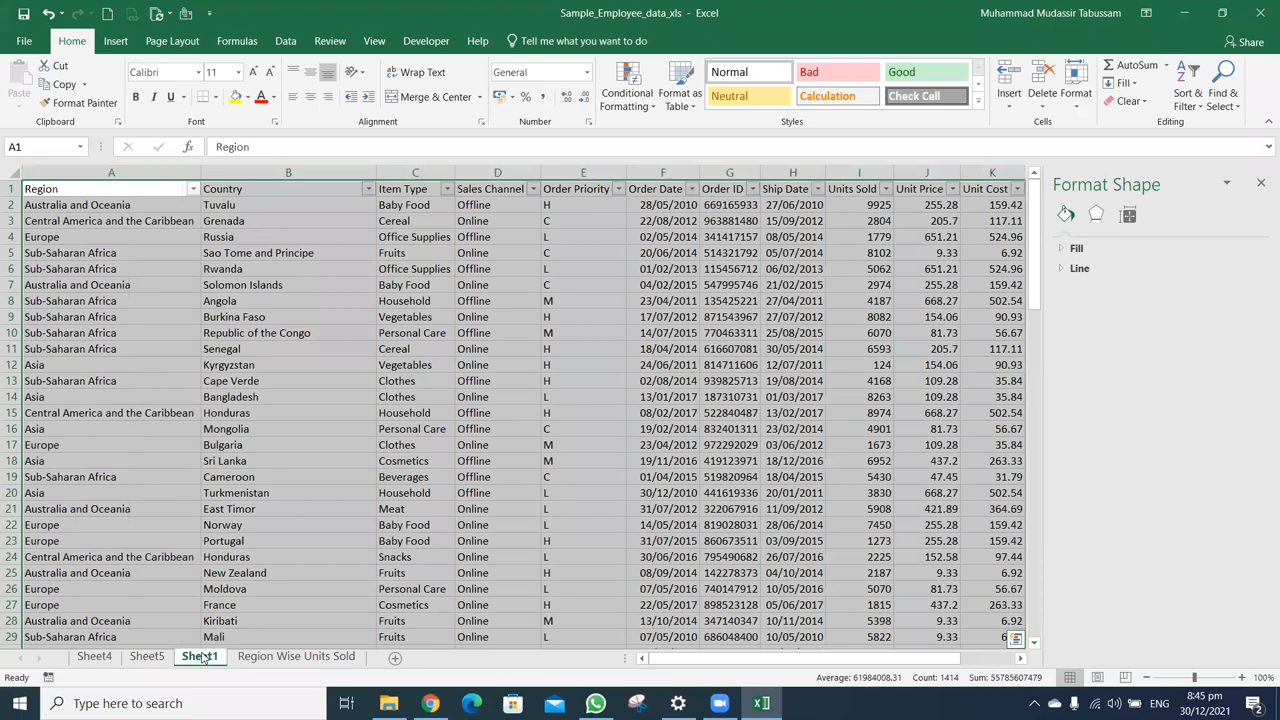 Sample_Employee_data_xls - Excel
Muhammad Mudassir Tabussam
File Home Insert Page Layout Formulas Data Review View Developer Help Tell me what you want to do Share
Paste
Cut
Copy
Format Painter
Clipboard
Calibri 11
B I U
Font
Wrap Text
Merge & Center
Alignment
General
%
Number
Conditional Formatting
Format as Table
Normal Bad Good
Neutral Calculation Check Cell
Styles
Insert Delete Format
Cells
AutoSum
Fill
Clear
Sort & Filter
Find & Select
Editing
A1 fx Region
A B C D E F G H I J K
1 Region Country Item Type Sales Channel Order Priority Order Date Order ID Ship Date Units Sold Unit Price Unit Cost
2 Australia and Oceania Tuvalu Baby Food Offline H 28/05/2010 669165933 27/06/2010 9925 255.28 159.42
3 Central America and the Caribbean Grenada Cereal Online C 22/08/2012 963881480 15/09/2012 2804 205.7 117.11
4 Europe Russia Office Supplies Offline L 02/05/2014 341417157 08/05/2014 1779 651.21 524.96
5 Sub-Saharan Africa Sao Tome and Principe Fruits Online C 20/06/2014 514321792 05/07/2014 8102 9.33 6.92
6 Sub-Saharan Africa Rwanda Office Supplies Offline L 01/02/2013 115456712 06/02/2013 5062 651.21 524.96
7 Australia and Oceania Solomon Islands Baby Food Online C 04/02/2015 547995746 21/02/2015 2974 255.28 159.42
8 Sub-Saharan Africa Angola Household Offline M 23/04/2011 135425221 27/04/2011 4187 668.27 502.54
9 Sub-Saharan Africa Burkina Faso Vegetables Online H 17/07/2012 871543967 27/07/2012 8082 154.06 90.93
10 Sub-Saharan Africa Republic of the Congo Personal Care Offline M 14/07/2015 770463311 25/08/2015 6070 81.73 56.67
11 Sub-Saharan Africa Senegal Cereal Online H 18/04/2014 616607081 30/05/2014 6593 205.7 117.11
12 Asia Kyrgyzstan Vegetables Online H 24/06/2011 814711606 12/07/2011 124 154.06 90.93
13 Sub-Saharan Africa Cape Verde Clothes Offline H 02/08/2014 939825713 19/08/2014 4168 109.28 35.84
14 Asia Bangladesh Clothes Online L 13/01/2017 187310731 01/03/2017 8263 109.28 35.84
15 Central America and the Caribbean Honduras Household Offline H 08/02/2017 522840487 13/02/2017 8974 668.27 502.54
16 Asia Mongolia Personal Care Offline C 19/02/2014 832401311 23/02/2014 4901 81.73 56.67
17 Europe Bulgaria Clothes Online M 23/04/2012 972292029 03/06/2012 1673 109.28 35.84
18 Asia Sri Lanka Cosmetics Offline M 19/11/2016 419123971 18/12/2016 6952 437.2 263.33
19 Sub-Saharan Africa Cameroon Beverages Offline C 01/04/2015 519820964 18/04/2015 5430 47.45 31.79
20 Asia Turkmenistan Household Offline L 30/12/2010 441619336 20/01/2011 3830 668.27 502.54
21 Australia and Oceania East Timor Meat Online L 31/07/2012 322067916 11/09/2012 5908 421.89 364.69
22 Europe Norway Baby Food Online L 14/05/2014 819028031 28/06/2014 7450 255.28 159.42
23 Europe Portugal Baby Food Online H 31/07/2015 860673511 03/09/2015 1273 255.28 159.42
24 Central America and the Caribbean Honduras Snacks Online L 30/06/2016 795490682 26/07/2016 2225 152.58 97.44
25 Australia and Oceania New Zealand Fruits Online H 08/09/2014 142278373 04/10/2014 2187 9.33 6.92
26 Europe Moldova Personal Care Online L 07/05/2016 740147912 10/05/2016 5070 81.73 56.67
27 Europe France Cosmetics Online H 22/05/2017 898523128 05/06/2017 1815 437.2 263.33
28 Australia and Oceania Kiribati Fruits Online M 13/10/2014 347140347 10/11/2014 5398 9.33 6.92
29 Sub-Saharan Africa Mali Fruits Online L 07/05/2010 686048400 10/05/2010 5822 9.33
Format Shape
Fill
Line
Sheet4 Sheet5 Sheet1 Region Wise Units Sold
Ready Average: 61984008.31 Count: 1414 Sum: 55785607479 100%
Type here to search
8:45 pm
30/12/2021
2